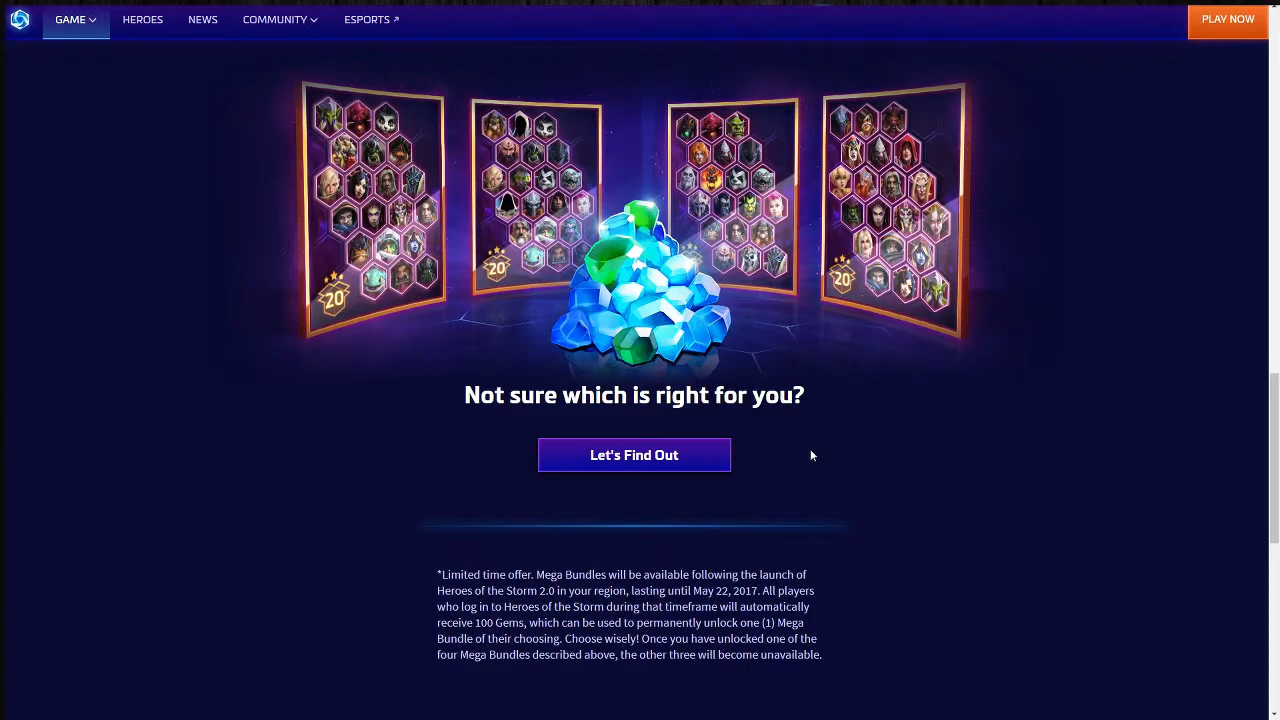 GAME HEROES NEWS COMMUNITY ESPORTS PLAY NOW
20 20 20
Not sure which is right for you?
Let's Find Out
*Limited time offer. Mega Bundles will be available following the launch of
Heroes of the Storm 2.0 in your region, lasting until May 22, 2017. All players
who log in to Heroes of the Storm during that timeframe will automatically
receive 100 Gems, which can be used to permanently unlock one (1) Mega
Bundle of their choosing. Choose wisely! Once you have unlocked one of the
four Mega Bundles described above, the other three will become unavailable.